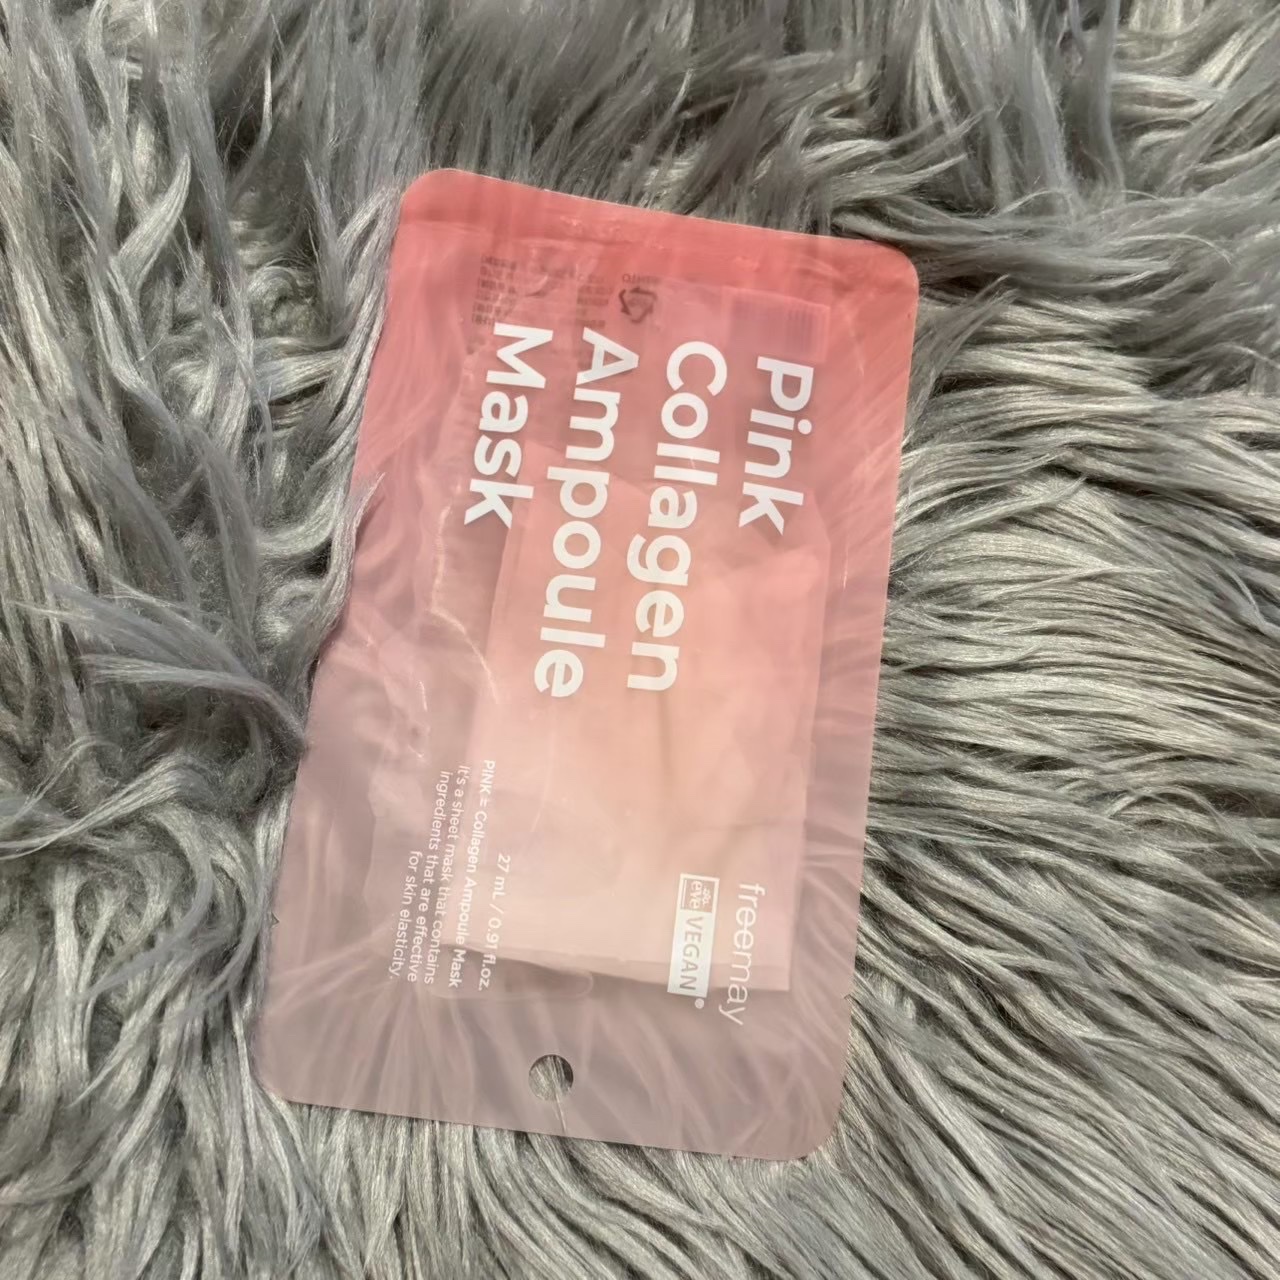 Pink
Collagen
Ampoule
Mask
freemay
eve
VEGAN®
27 mL / 0.91 fl.oz.
PINK = Collagen Ampoule Mask
It's a sheet mask that contains
ingredients that are effective
for skin elasticity.